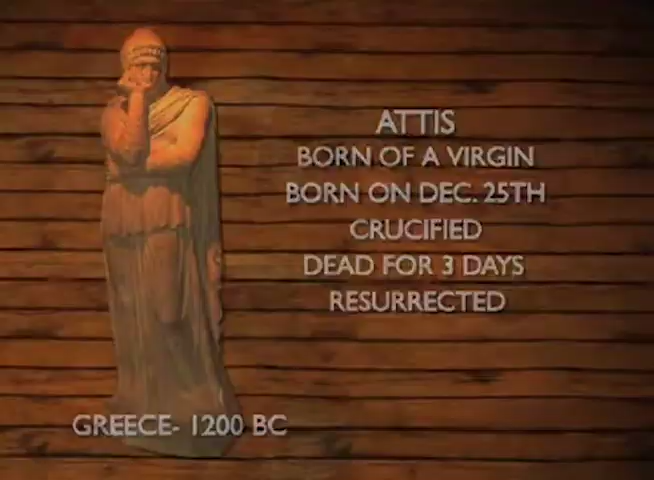 ATTIS
BORN OF A VIRGIN
BORN ON DEC. 25TH
CRUCIFIED
DEAD FOR 3 DAYS
RESURRECTED
GREECE- 1200 BC